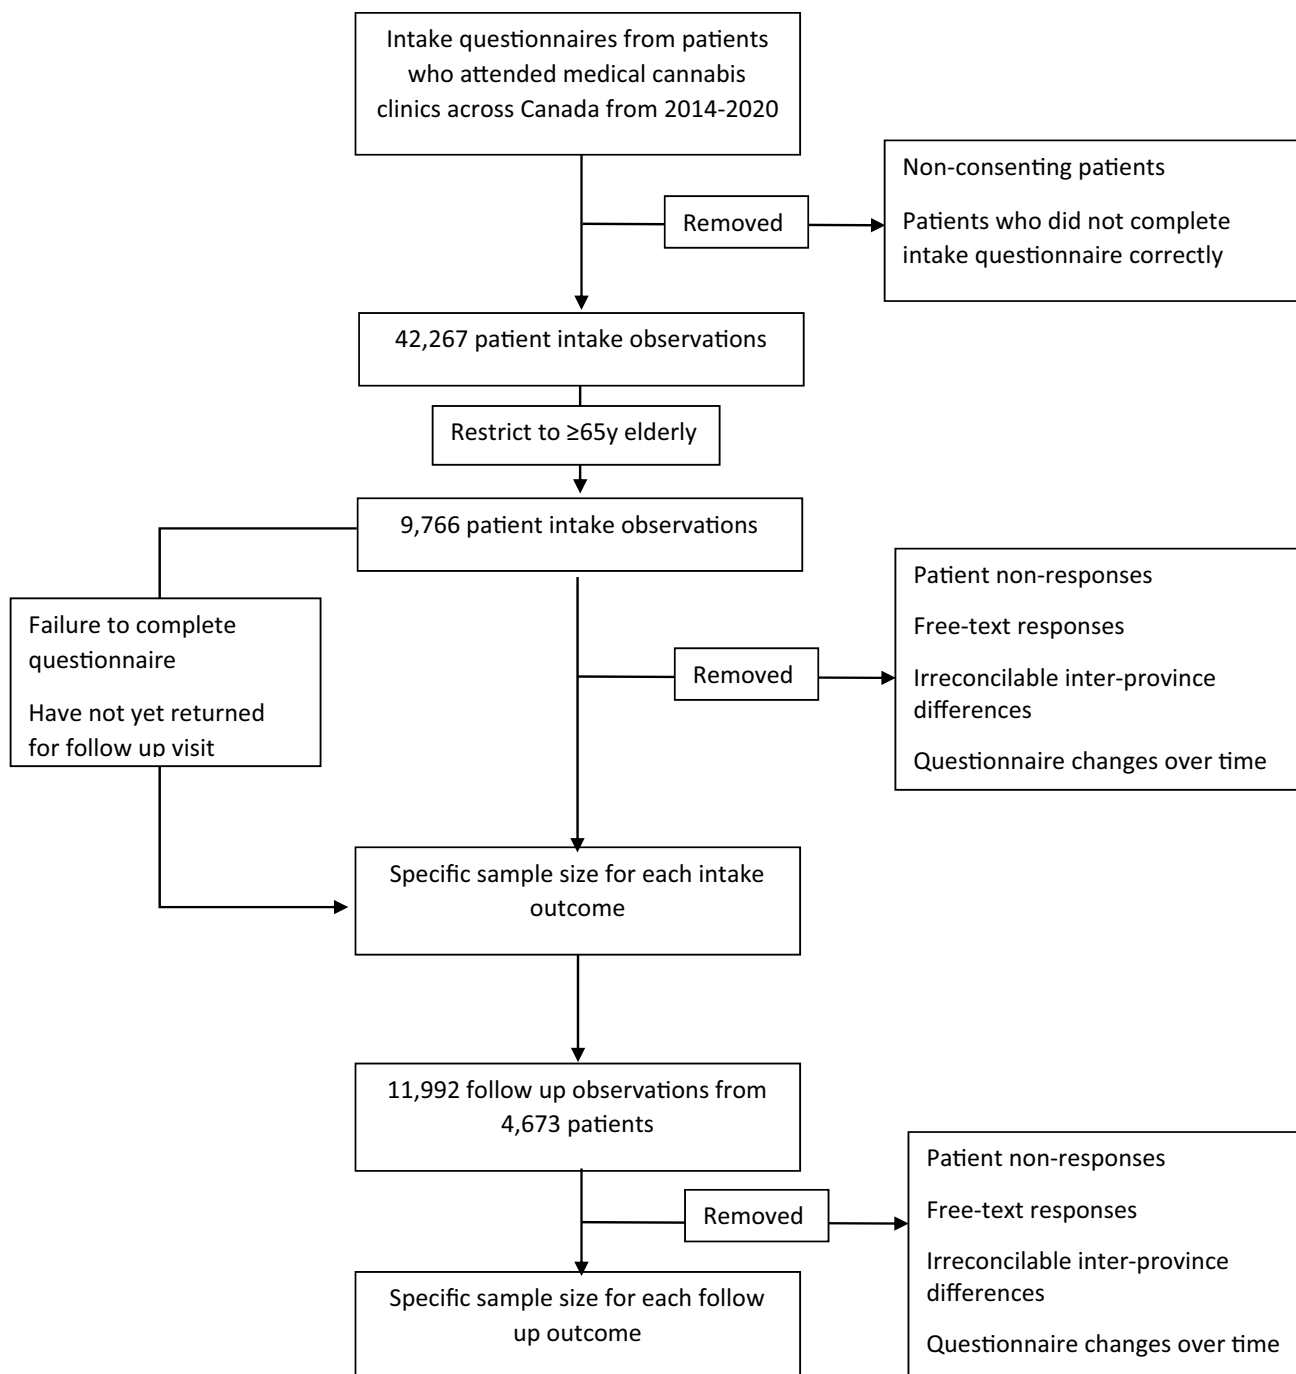 Intake questionnaires from patients
who attended medical cannabis
clinics across Canada from 2014-2020
Removed
Non-consenting patients
Patients who did not complete
intake questionnaire correctly
42,267 patient intake observations
Restrict to ≥65y elderly
9,766 patient intake observations
Failure to complete
questionnaire
Have not yet returned
for follow up visit
Removed
Patient non-responses
Free-text responses
Irreconcilable inter-province
differences
Questionnaire changes over time
Specific sample size for each intake
outcome
11,992 follow up observations from
4,673 patients
Removed
Patient non-responses
Free-text responses
Irreconcilable inter-province
differences
Questionnaire changes over time
Specific sample size for each follow
up outcome